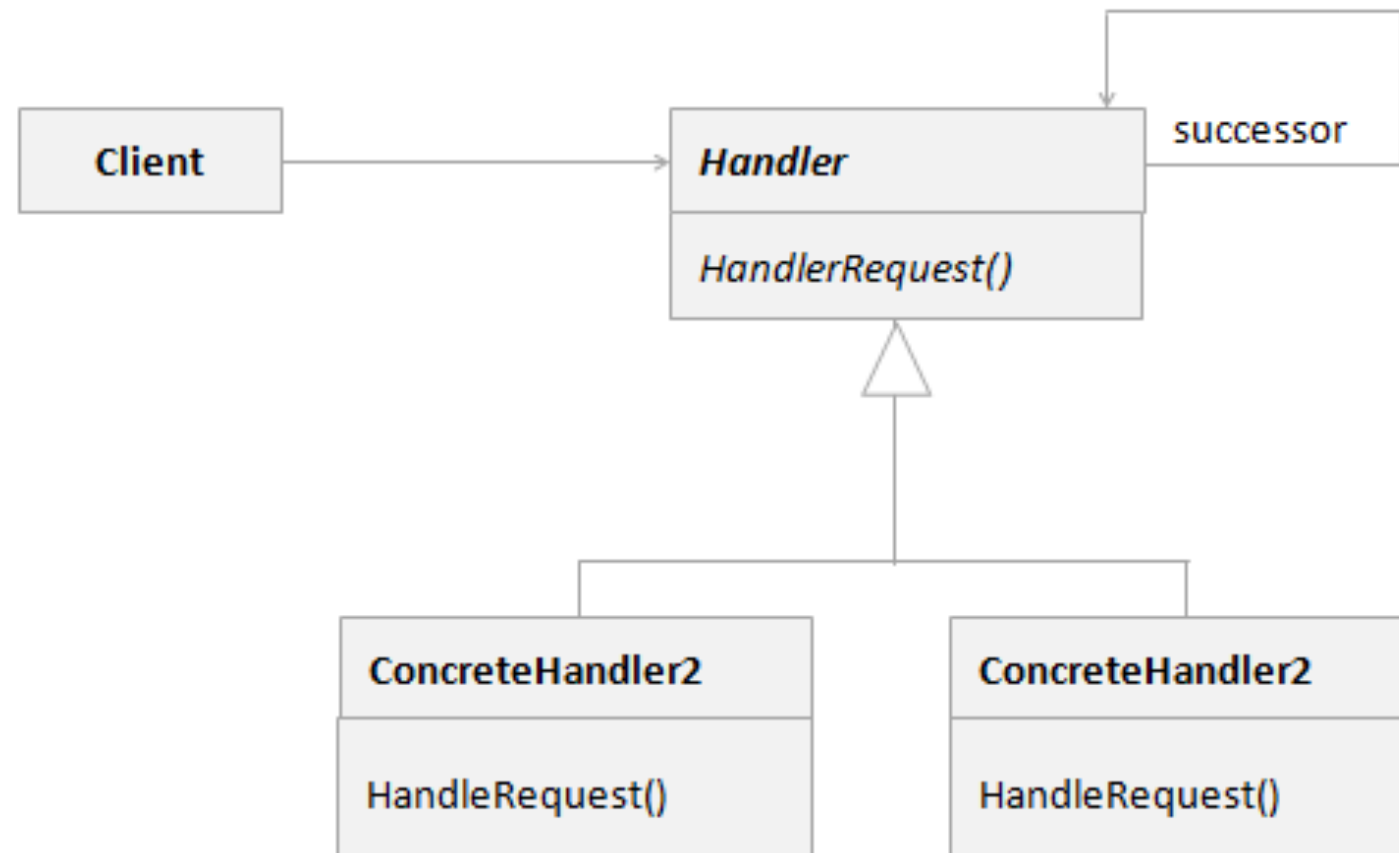 Client
Handler
successor
HandlerRequest()
ConcreteHandler2
ConcreteHandler2
HandleRequest()
HandleRequest()